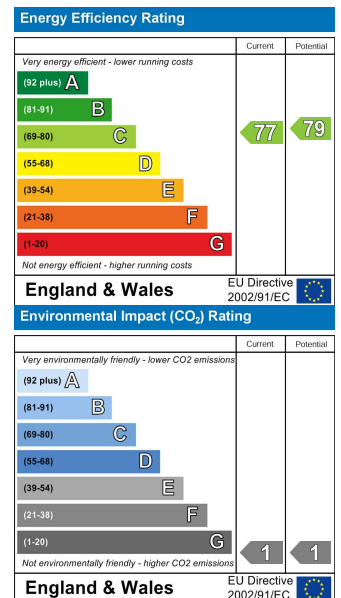 Energy Efficiency Rating
Current Potential
Very energy efficient - lower running costs
(92 plus) A
(81-91) B
(69-80) C
77 79
(55-68) D
(39-54) E
(21-38) F
(1-20) G
Not energy efficient - higher running costs
England & Wales
EU Directive
2002/91/EC
Environmental Impact (CO₂) Rating
Current Potential
Very environmentally friendly - lower CO2 emissions
(92 plus) A
(81-91) B
(69-80) C
(55-68) D
(39-54) E
(21-38) F
(1-20) G
1 1
Not environmentally friendly - higher CO2 emissions
England & Wales
EU Directive
2002/91/EC